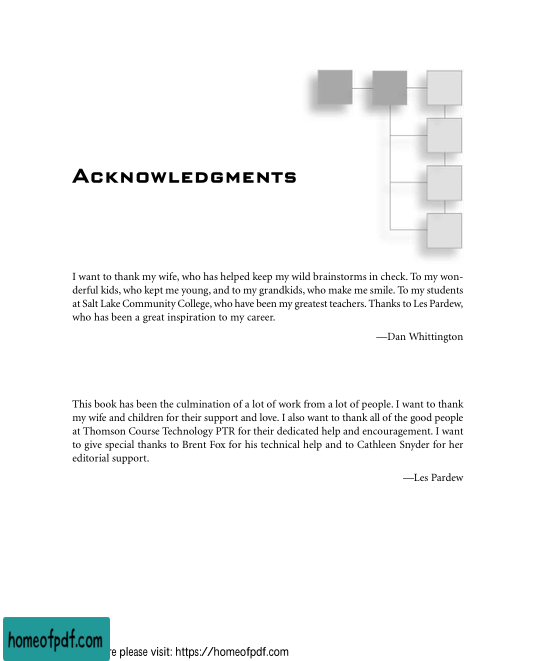 Acknowledgments
I want to thank my wife, who has helped keep my wild brainstorms in check. To my won-
derful kids, who kept me young, and to my grandkids, who make me smile. To my students
at Salt Lake Community College, who have been my greatest teachers. Thanks to Les Pardew,
who has been a great inspiration to my career.
—Dan Whittington
This book has been the culmination of a lot of work from a lot of people. I want to thank
my wife and children for their support and love. I also want to thank all of the good people
at Thomson Course Technology PTR for their dedicated help and encouragement. I want
to give special thanks to Brent Fox for his technical help and to Cathleen Snyder for her
editorial support.
—Les Pardew
homeofpdf.com
re please visit: https://homeofpdf.com